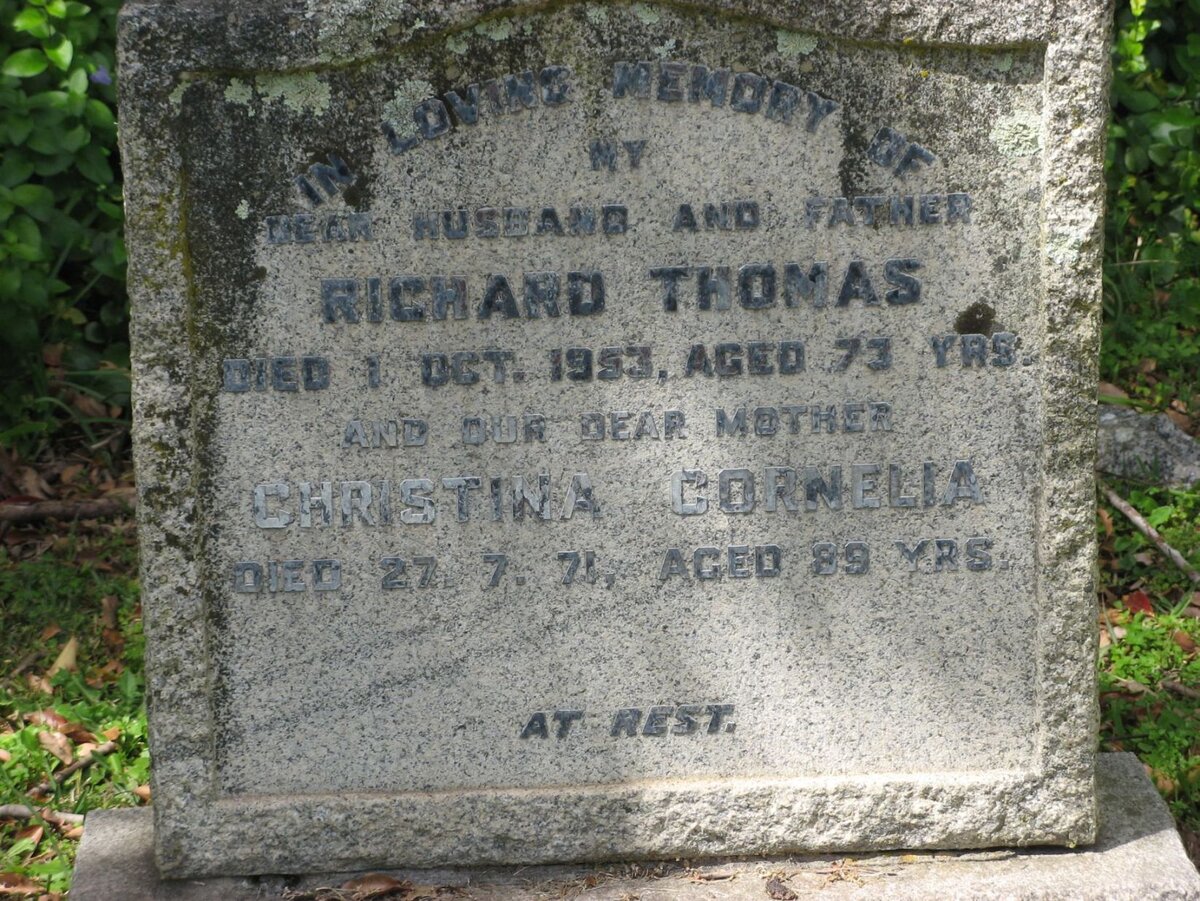 IN LOVING MEMORY OF
MY
DEAR HUSBAND AND FATHER
RICHARD THOMAS
DIED 1 OCT. 1953, AGED 73 YRS.
AND OUR DEAR MOTHER
CHRISTINA CORNELIA
DIED 27. 7. 71, AGED 89 YRS.
AT REST.